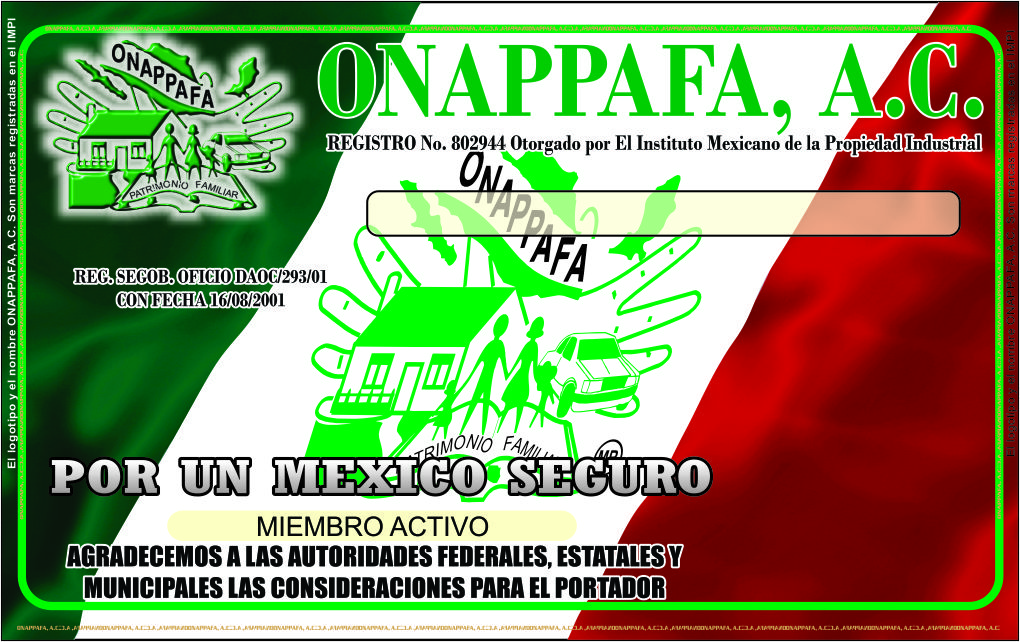 El logotipo y el nombre ONAPPAFA, A.C. Son marcas registradas en el IMPI
ONAPPAFA
PATRIMONIO FAMILIAR
ONAPPAFA, A.C.
REGISTRO No. 802944 Otorgado por El Instituto Mexicano de la Propiedad Industrial
ONAPPAFA
REG. SEGOB. OFICIO DAOC/293/01
CON FECHA 16/08/2001
PATRIMONIO FAMILIAR
MR
POR UN MEXICO SEGURO
MIEMBRO ACTIVO
AGRADECEMOS A LAS AUTORIDADES FEDERALES, ESTATALES Y
MUNICIPALES LAS CONSIDERACIONES PARA EL PORTADOR